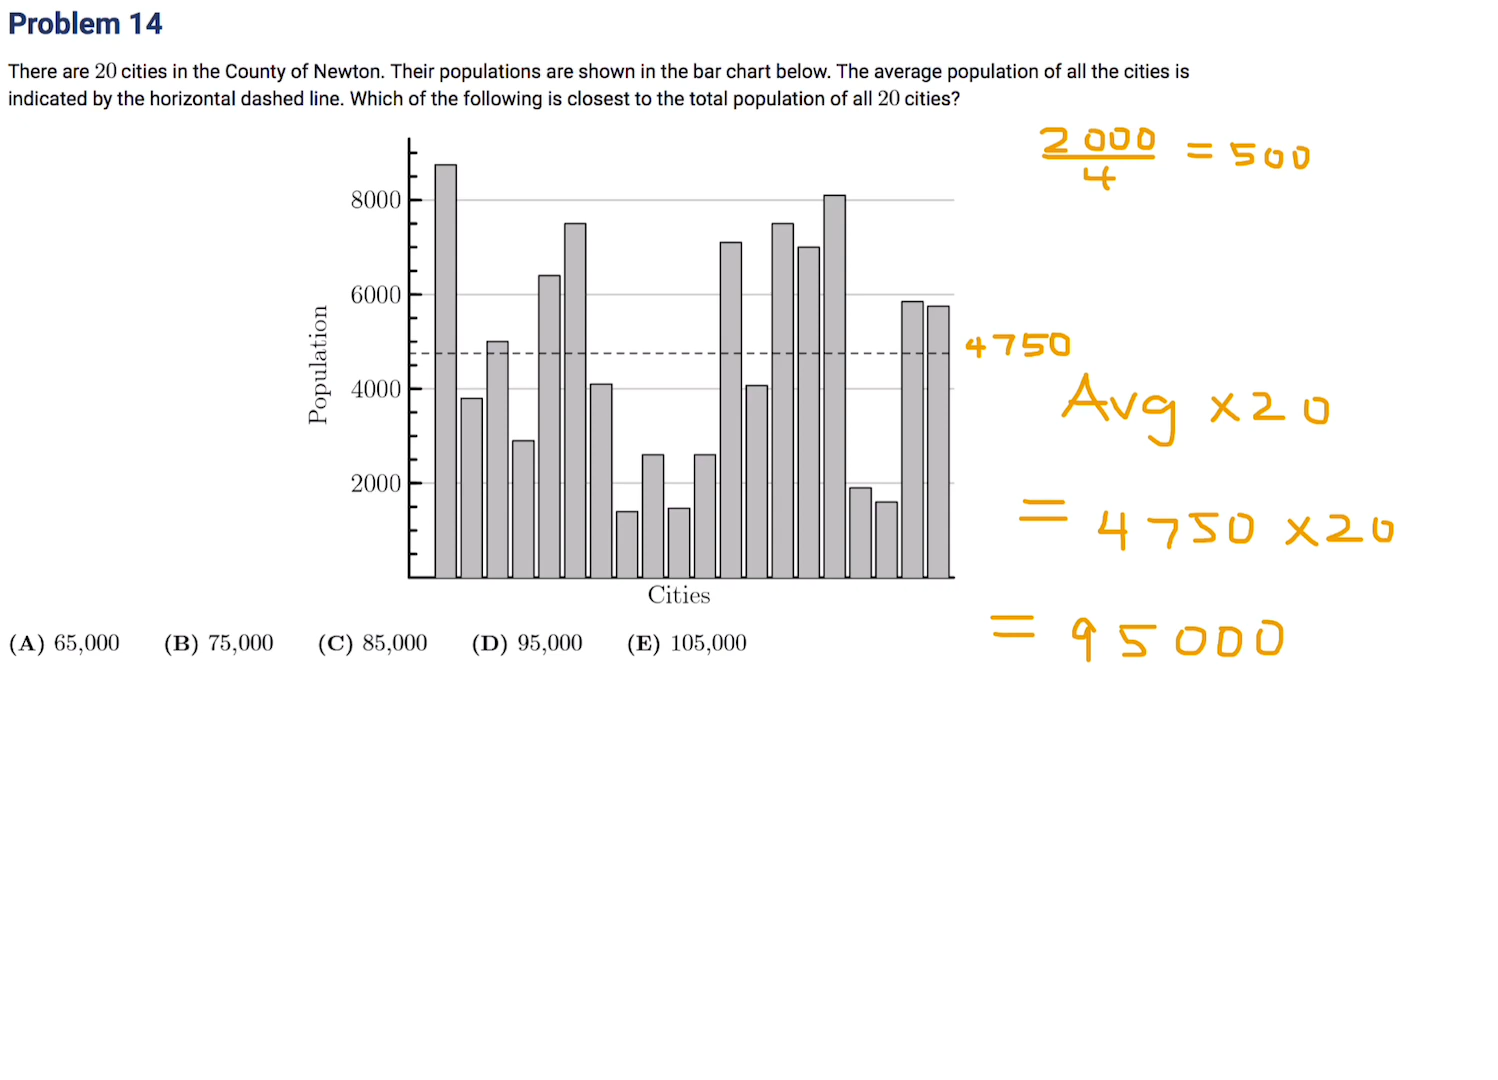 Problem 14
There are 20 cities in the County of Newton. Their populations are shown in the bar chart below. The average population of all the cities is
indicated by the horizontal dashed line. Which of the following is closest to the total population of all 20 cities?
2000
4
= 500
8000
6000
4000
2000
Population
Cities
4750
Avg ×20
= 4750 ×20
= 95000
(A) 65,000 (B) 75,000 (C) 85,000 (D) 95,000 (E) 105,000